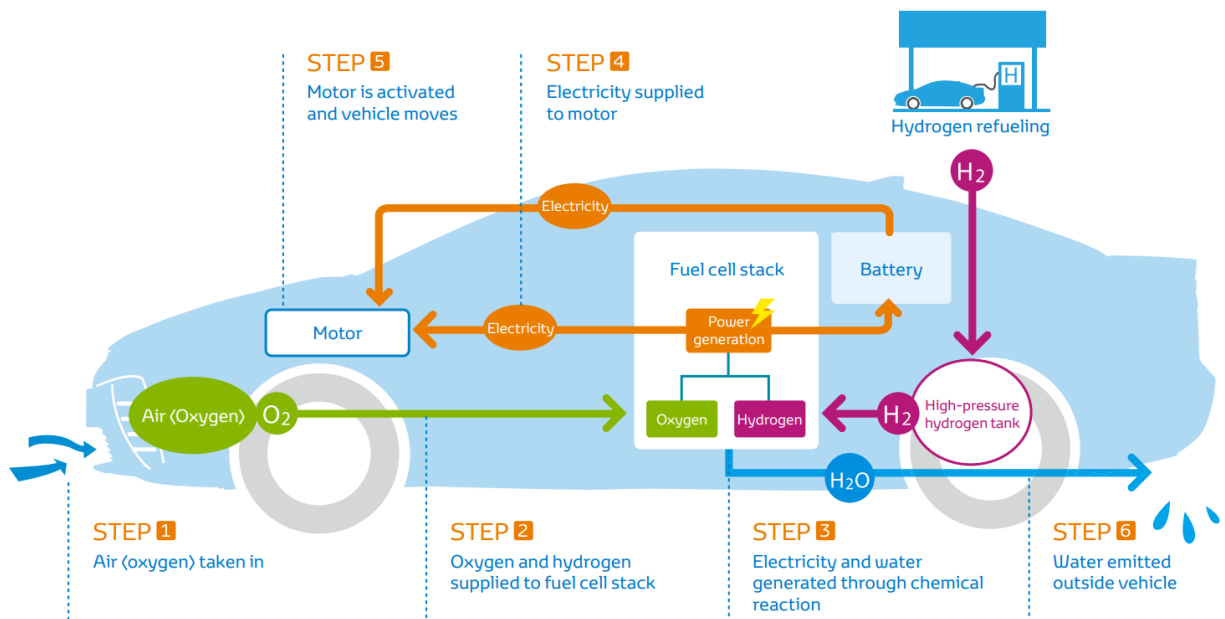 STEP 5
Motor is activated
and vehicle moves
STEP 4
Electricity supplied
to motor
H
Hydrogen refueling
H₂
Electricity
Fuel cell stack
Battery
Power
generation
Electricity
Motor
Air (Oxygen)
O₂
Oxygen
Hydrogen
H₂
High-pressure
hydrogen tank
H₂O
STEP 1
Air (oxygen) taken in
STEP 2
Oxygen and hydrogen
supplied to fuel cell stack
STEP 3
Electricity and water
generated through chemical
reaction
STEP 6
Water emitted
outside vehicle